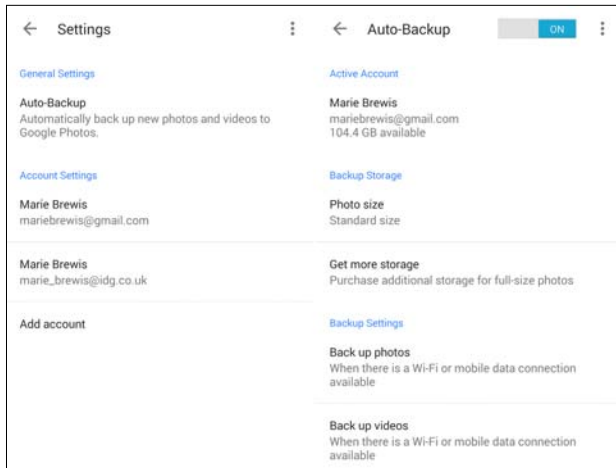 Settings
General Settings
Auto-Backup
Automatically back up new photos and videos to
Google Photos.
Account Settings
Marie Brewis
mariebrewis@gmail.com
Marie Brewis
marie_brewis@idg.co.uk
Add account
Auto-Backup ON
Active Account
Marie Brewis
mariebrewis@gmail.com
104.4 GB available
Backup Storage
Photo size
Standard size
Get more storage
Purchase additional storage for full-size photos
Backup Settings
Back up photos
When there is a Wi-Fi or mobile data connection
available
Back up videos
When there is a Wi-Fi or mobile data connection
available